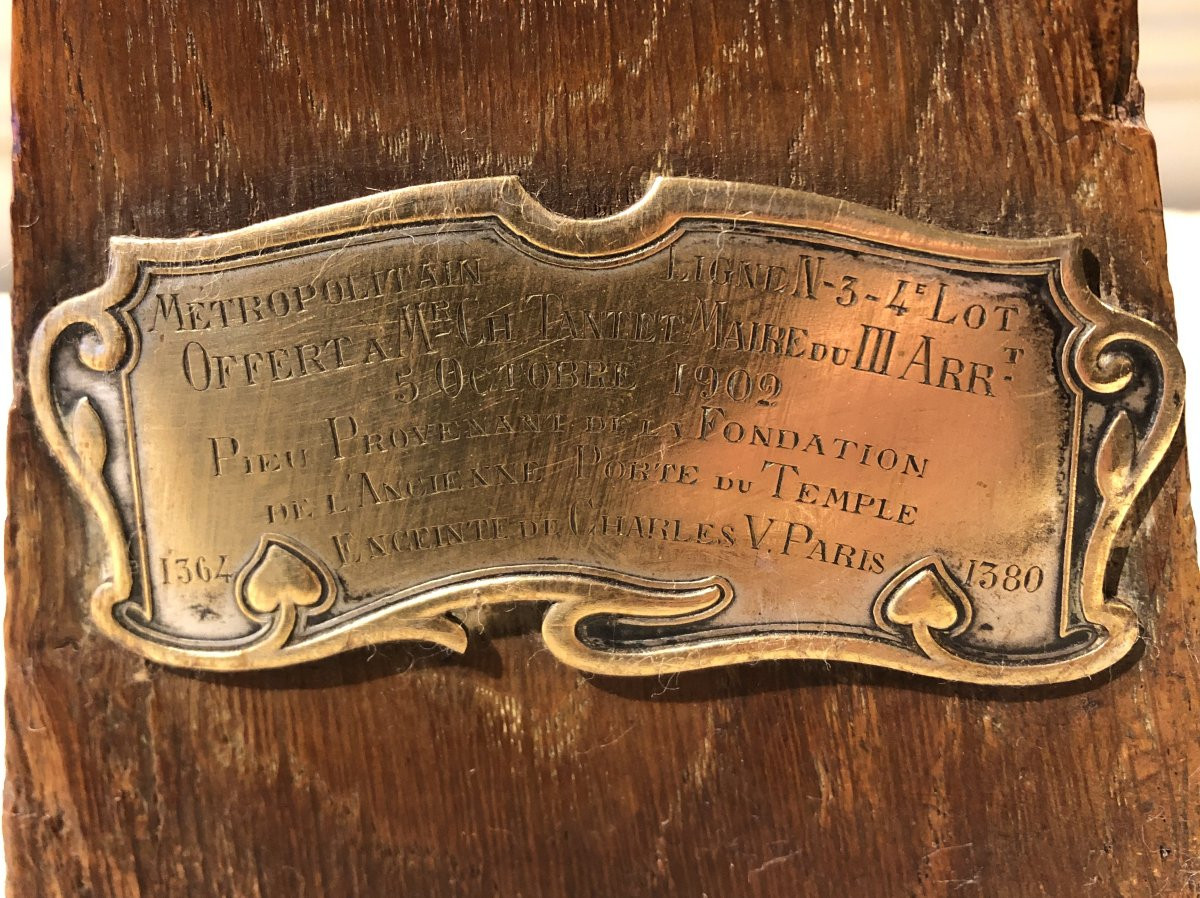 METROPOLITAIN LIGNE N-3-4E LOT
OFFERT A MR CH TANTET MAIRE DU III ARRT.
5 OCTOBRE 1902
PIEU PROVENANT DE LA FONDATION
DE L'ANCIENNE PORTE DU TEMPLE
ENCEINTE DE CHARLES V. PARIS
1364 1380